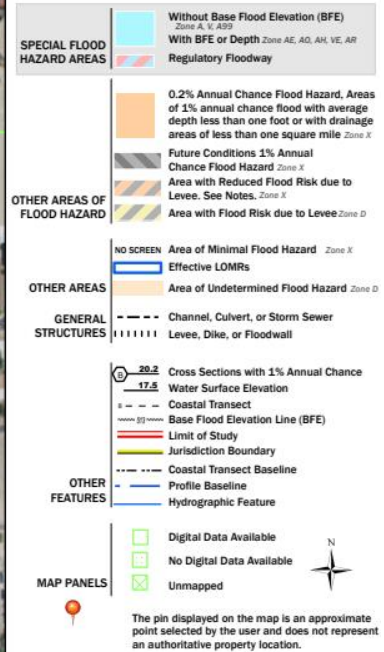 SPECIAL FLOOD
HAZARD AREAS
Without Base Flood Elevation (BFE)
Zone A, V, A99
With BFE or Depth Zone AE, AO, AH, VE, AR
Regulatory Floodway
OTHER AREAS OF
FLOOD HAZARD
0.2% Annual Chance Flood Hazard, Areas
of 1% annual chance flood with average
depth less than one foot or with drainage
areas of less than one square mile Zone X
Future Conditions 1% Annual
Chance Flood Hazard Zone X
Area with Reduced Flood Risk due to
Levee. See Notes. Zone X
Area with Flood Risk due to Levee Zone D
OTHER AREAS
NO SCREEN Area of Minimal Flood Hazard Zone X
Effective LOMRs
Area of Undetermined Flood Hazard Zone D
GENERAL
STRUCTURES
Channel, Culvert, or Storm Sewer
Levee, Dike, or Floodwall
OTHER
FEATURES
B 20.2 Cross Sections with 1% Annual Chance
17.5 Water Surface Elevation
8 Coastal Transect
513 Base Flood Elevation Line (BFE)
Limit of Study
Jurisdiction Boundary
Coastal Transect Baseline
Profile Baseline
Hydrographic Feature
MAP PANELS
Digital Data Available
No Digital Data Available
Unmapped
N
The pin displayed on the map is an approximate
point selected by the user and does not represent
an authoritative property location.